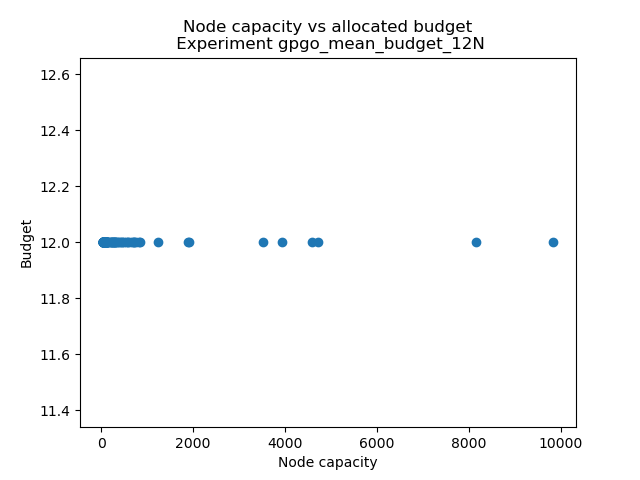 Node capacity vs allocated budget
Experiment gpgo_mean_budget_12N
12.6
12.4
12.2
12.0
11.8
11.6
11.4
Budget
0 2000 4000 6000 8000 10000
Node capacity